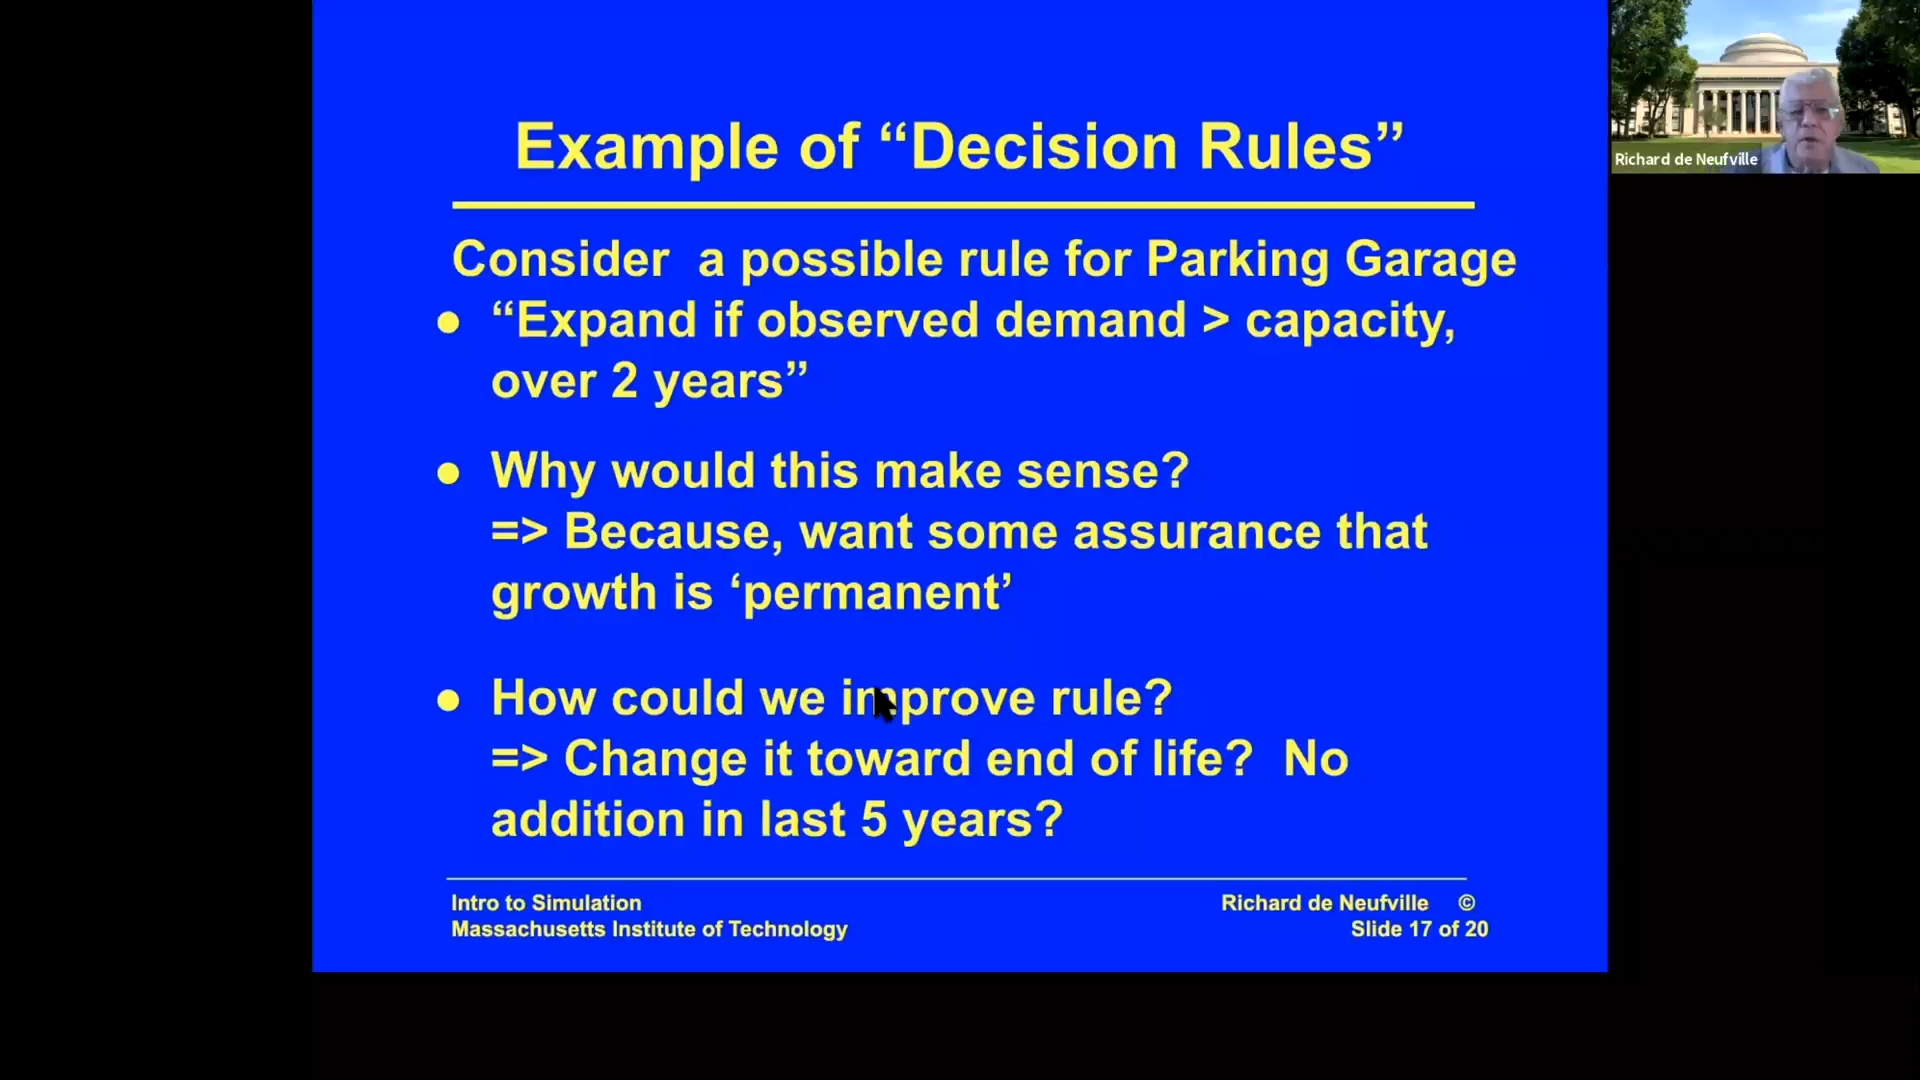 Example of “Decision Rules”
Consider a possible rule for Parking Garage
● “Expand if observed demand > capacity,
over 2 years”
● Why would this make sense?
=> Because, want some assurance that
growth is ‘permanent’
● How could we improve rule?
=> Change it toward end of life? No
addition in last 5 years?
Intro to Simulation
Massachusetts Institute of Technology
Richard de Neufville ©
Slide 17 of 20
Richard de Neufville